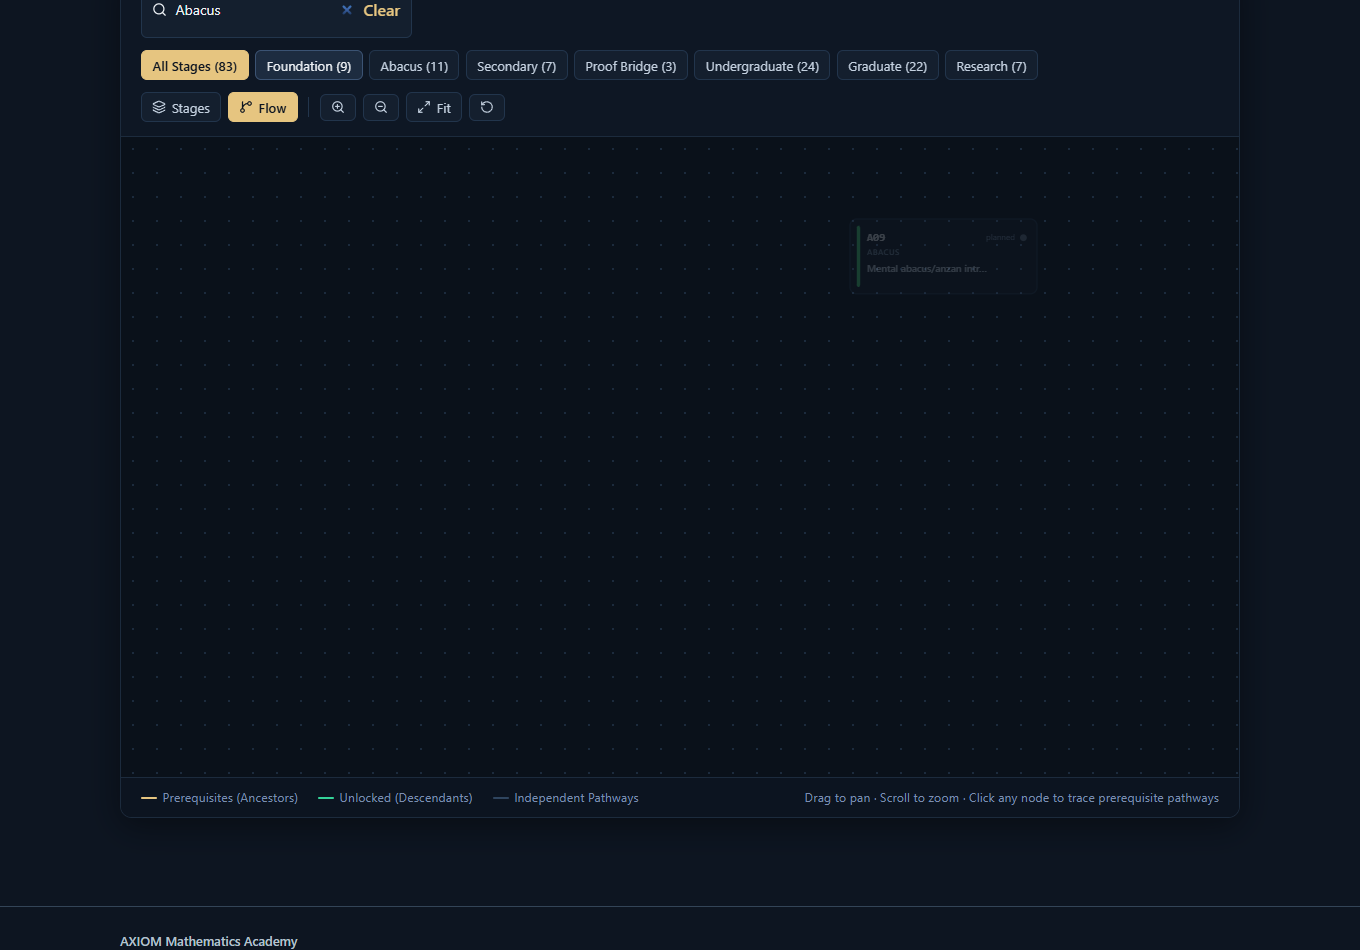 Abacus
Clear
All Stages (83)
Foundation (9)
Abacus (11)
Secondary (7)
Proof Bridge (3)
Undergraduate (24)
Graduate (22)
Research (7)
Stages
Flow
Fit
A09
planned
ABACUS
Mental abacus/anzan intr...
Prerequisites (Ancestors)
Unlocked (Descendants)
Independent Pathways
Drag to pan · Scroll to zoom · Click any node to trace prerequisite pathways
AXIOM Mathematics Academy